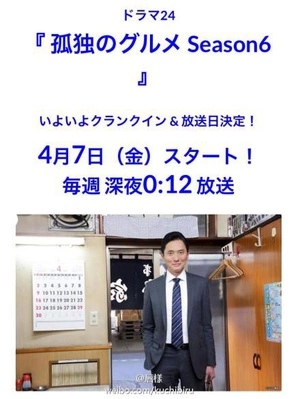 ドラマ24
『孤独のグルメ Season6
』
いよいよクランクイン & 放送日決定！
4月7日（金）スタート！
毎週 深夜0:12 放送
weibo.com/kuchibiru